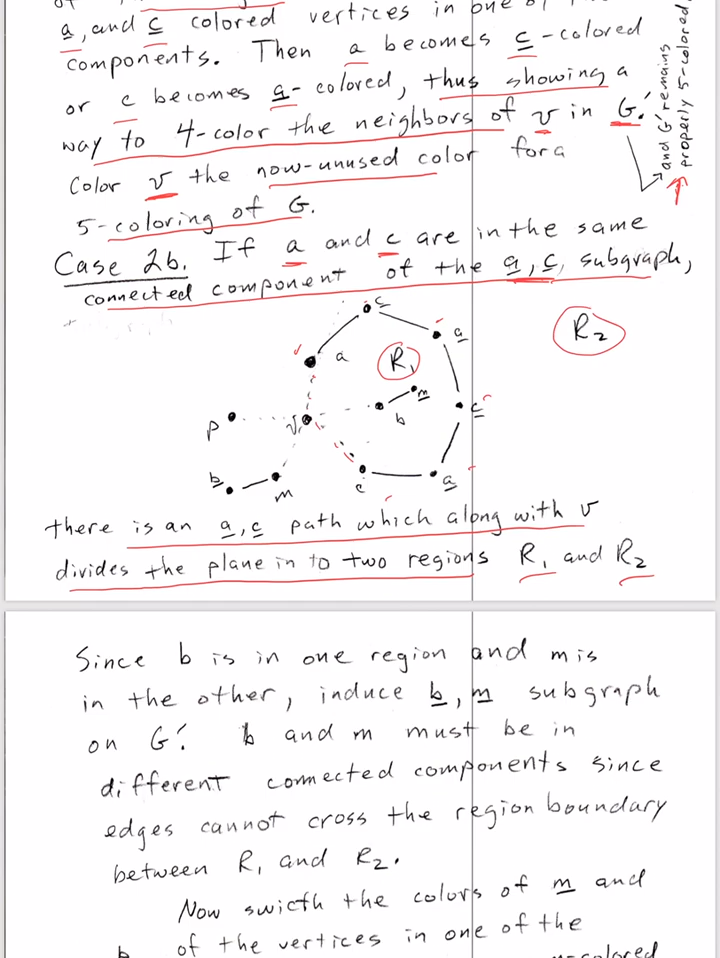 a, and c colored vertices in one of
components. Then a becomes c-colored
or c becomes a-colored, thus showing a
way to 4-color the neighbors of v in G'.
and G' remains
properly 5-colored,
Color v the now-unused color for a
5-coloring of G.
Case 2b. If a and c are in the same
connected component of the a, c, subgraph,
c
a
a
R1
R2
m
b
c
p
v
b
m
c
a
there is an a,c path which along with v
divides the plane in to two regions R1 and R2
Since b is in one region and m is
in the other, induce b, m subgraph
on G'. b and m must be in
different connected components since
edges cannot cross the region boundary
between R1 and R2.
Now swicth the colors of m and
b of the vertices in one of the
colored